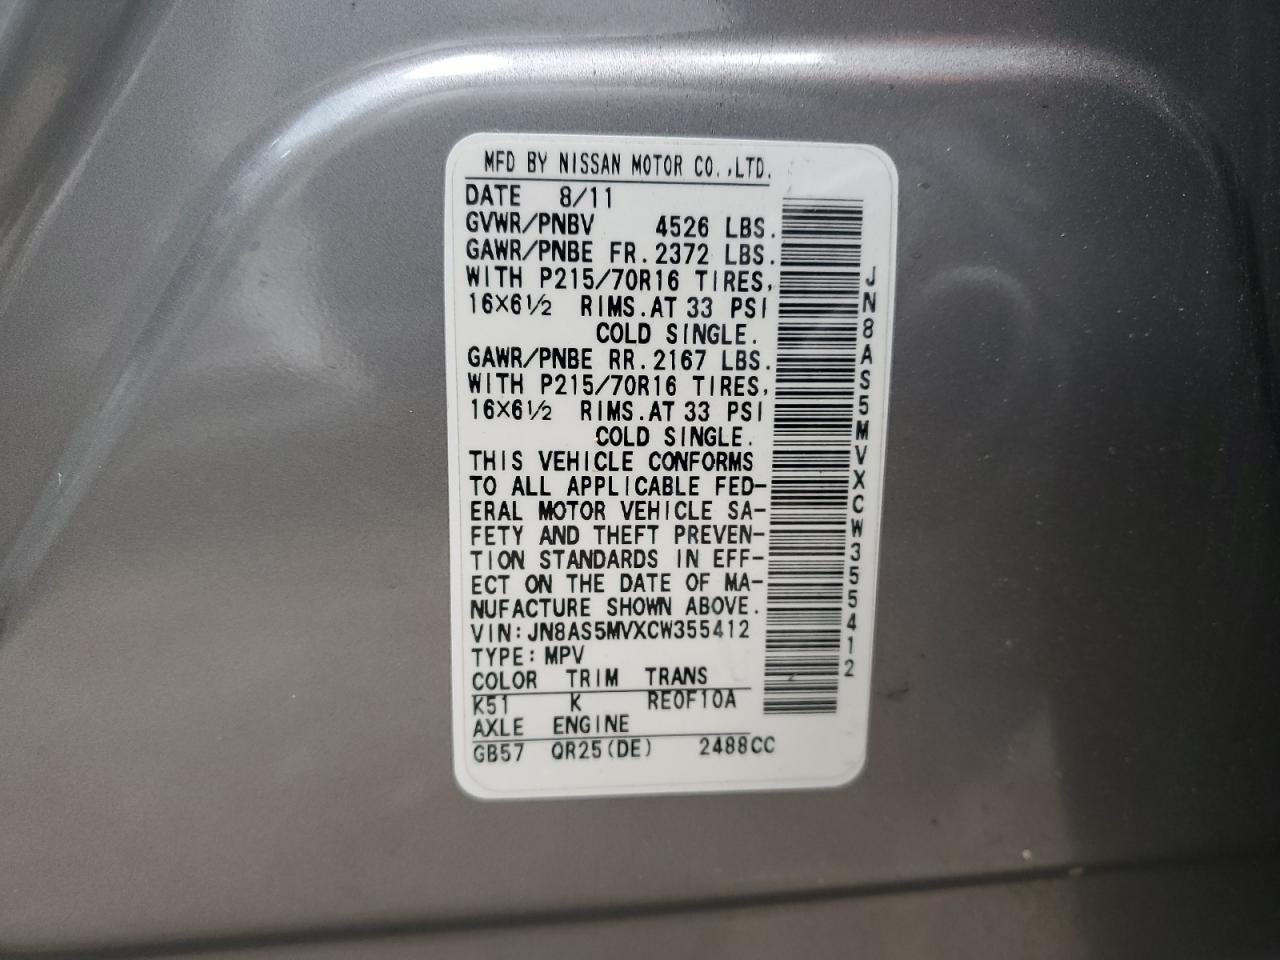 MFD BY NISSAN MOTOR CO.,LTD.
DATE 8/11
GVWR/PNBV 4526 LBS.
GAWR/PNBE FR. 2372 LBS.
WITH P215/70R16 TIRES,
16X6½ RIMS.AT 33 PSI
COLD SINGLE.
GAWR/PNBE RR. 2167 LBS.
WITH P215/70R16 TIRES,
16X6½ RIMS.AT 33 PSI
COLD SINGLE.
THIS VEHICLE CONFORMS
TO ALL APPLICABLE FED-
ERAL MOTOR VEHICLE SA-
FETY AND THEFT PREVEN-
TION STANDARDS IN EFF-
ECT ON THE DATE OF MA-
NUFACTURE SHOWN ABOVE.
VIN:JN8AS5MVXCW355412
TYPE:MPV
COLOR TRIM TRANS
K51 K RE0F10A
AXLE ENGINE
GB57 QR25(DE) 2488CC
JN8AS5MVXCW355412